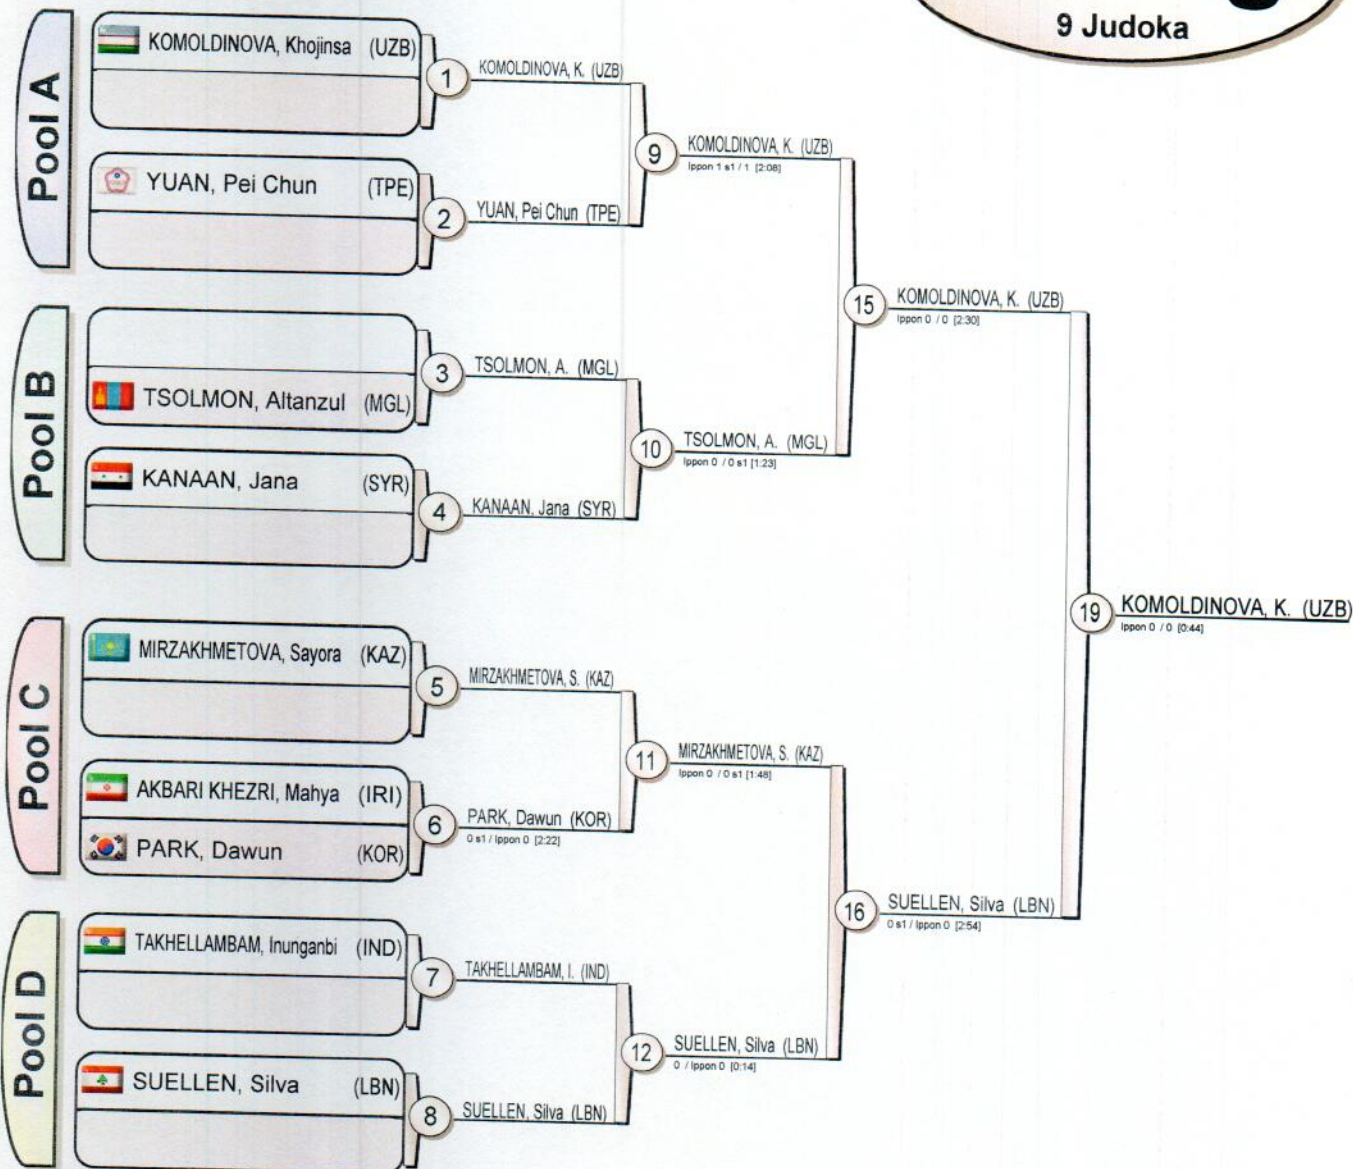 9 Judoka
Pool A
KOMOLDINOVA, Khojinsa (UZB)
1
KOMOLDINOVA, K. (UZB)
YUAN, Pei Chun (TPE)
2
YUAN, Pei Chun (TPE)
9
KOMOLDINOVA, K. (UZB)
Ippon 1 s1 / 1 [2:08]
Pool B
3
TSOLMON, A. (MGL)
TSOLMON, Altanzul (MGL)
KANAAN, Jana (SYR)
4
KANAAN, Jana (SYR)
10
TSOLMON, A. (MGL)
Ippon 0 / 0 s1 [1:23]
15
KOMOLDINOVA, K. (UZB)
Ippon 0 / 0 [2:30]
Pool C
MIRZAKHMETOVA, Sayora (KAZ)
5
MIRZAKHMETOVA, S. (KAZ)
AKBARI KHEZRI, Mahya (IRI)
PARK, Dawun (KOR)
6
PARK, Dawun (KOR)
0 s1 / Ippon 0 [2:22]
11
MIRZAKHMETOVA, S. (KAZ)
Ippon 0 / 0 s1 [1:48]
Pool D
TAKHELLAMBAM, Inunganbi (IND)
7
TAKHELLAMBAM, I. (IND)
SUELLEN, Silva (LBN)
8
SUELLEN, Silva (LBN)
12
SUELLEN, Silva (LBN)
0 / Ippon 0 [0:14]
16
SUELLEN, Silva (LBN)
0 s1 / Ippon 0 [2:54]
19
KOMOLDINOVA, K. (UZB)
Ippon 0 / 0 [0:44]